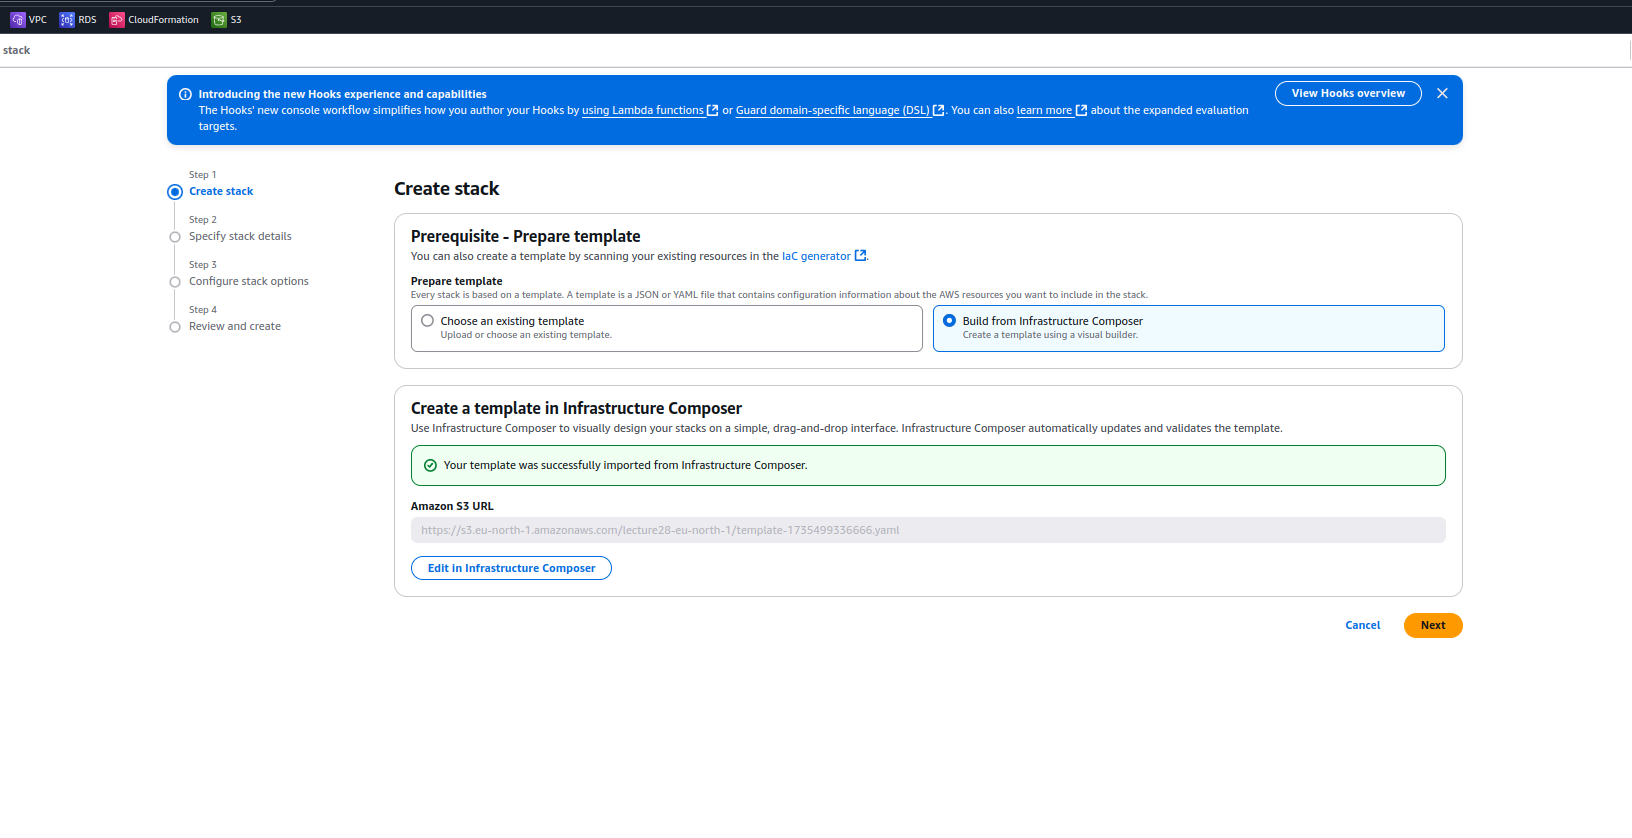 VPC RDS CloudFormation S3
stack
Introducing the new Hooks experience and capabilities
The Hooks' new console workflow simplifies how you author your Hooks by using Lambda functions or Guard domain-specific language (DSL). You can also learn more about the expanded evaluation
targets.
View Hooks overview
Step 1
Create stack
Step 2
Specify stack details
Step 3
Configure stack options
Step 4
Review and create
Create stack
Prerequisite - Prepare template
You can also create a template by scanning your existing resources in the IaC generator.
Prepare template
Every stack is based on a template. A template is a JSON or YAML file that contains configuration information about the AWS resources you want to include in the stack.
Choose an existing template
Upload or choose an existing template.
Build from Infrastructure Composer
Create a template using a visual builder.
Create a template in Infrastructure Composer
Use Infrastructure Composer to visually design your stacks on a simple, drag-and-drop interface. Infrastructure Composer automatically updates and validates the template.
Your template was successfully imported from Infrastructure Composer.
Amazon S3 URL
https://s3.eu-north-1.amazonaws.com/lecture28-eu-north-1/template-1735499336666.yaml
Edit in Infrastructure Composer
Cancel
Next